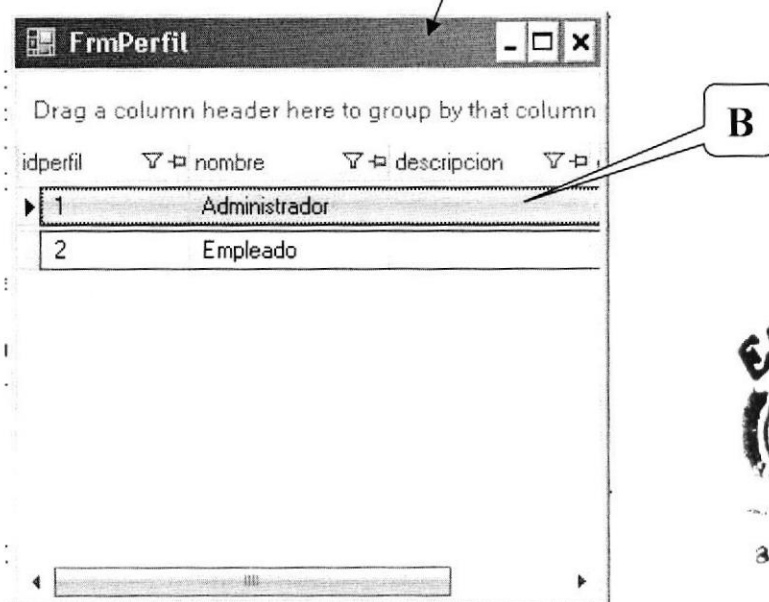 FrmPerfil
Drag a column header here to group by that column
B
idperfil nombre descripcion
1 Administrador
2 Empleado